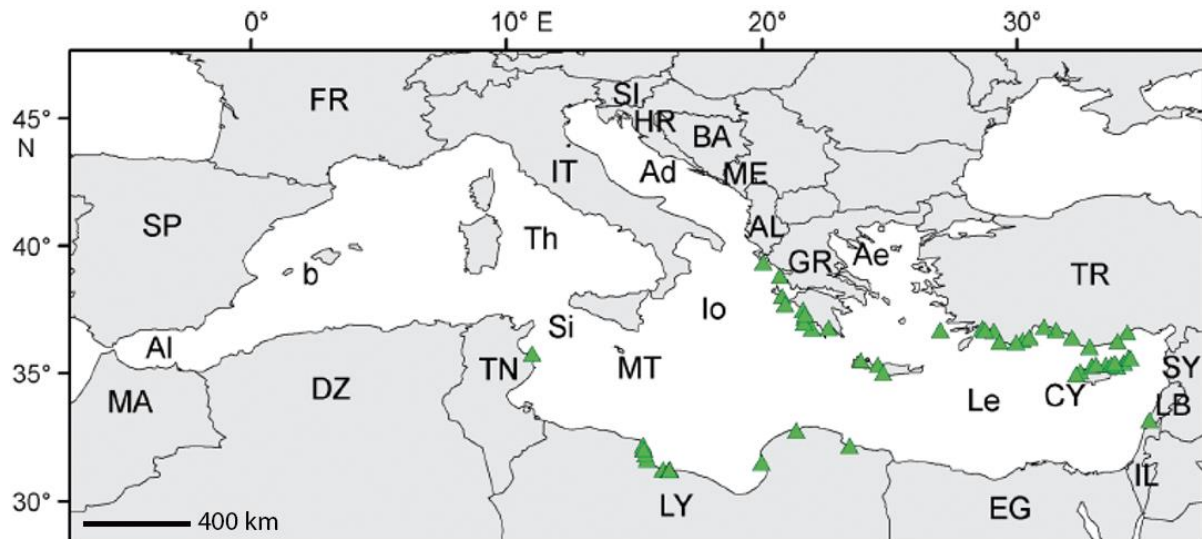 0° 10° E 20° 30°
45°
N
40°
35°
30°
FR
SI
HR
BA
IT
Ad
ME
SP
AL
Th
GR
Ae
TR
b
Io
Si
Al
TN
MT
SY
MA
DZ
Le
CY
LB
IL
LY
EG
400 km